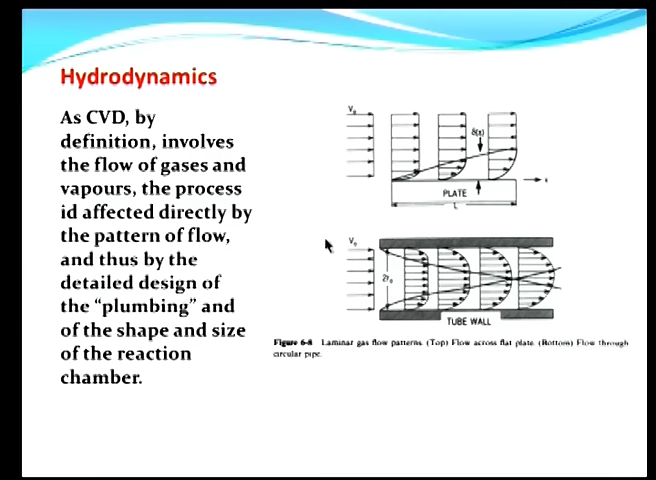 Hydrodynamics
As CVD, by
definition, involves
the flow of gases and
vapours, the process
id affected directly by
the pattern of flow,
and thus by the
detailed design of
the “plumbing” and
of the shape and size
of the reaction
chamber.
V₀
δ(x)
x
PLATE
L
V₀
2r₀
TUBE WALL
Figure 6-8 Laminar gas flow patterns. (Top) Flow across flat plate. (Bottom) Flow through
circular pipe.